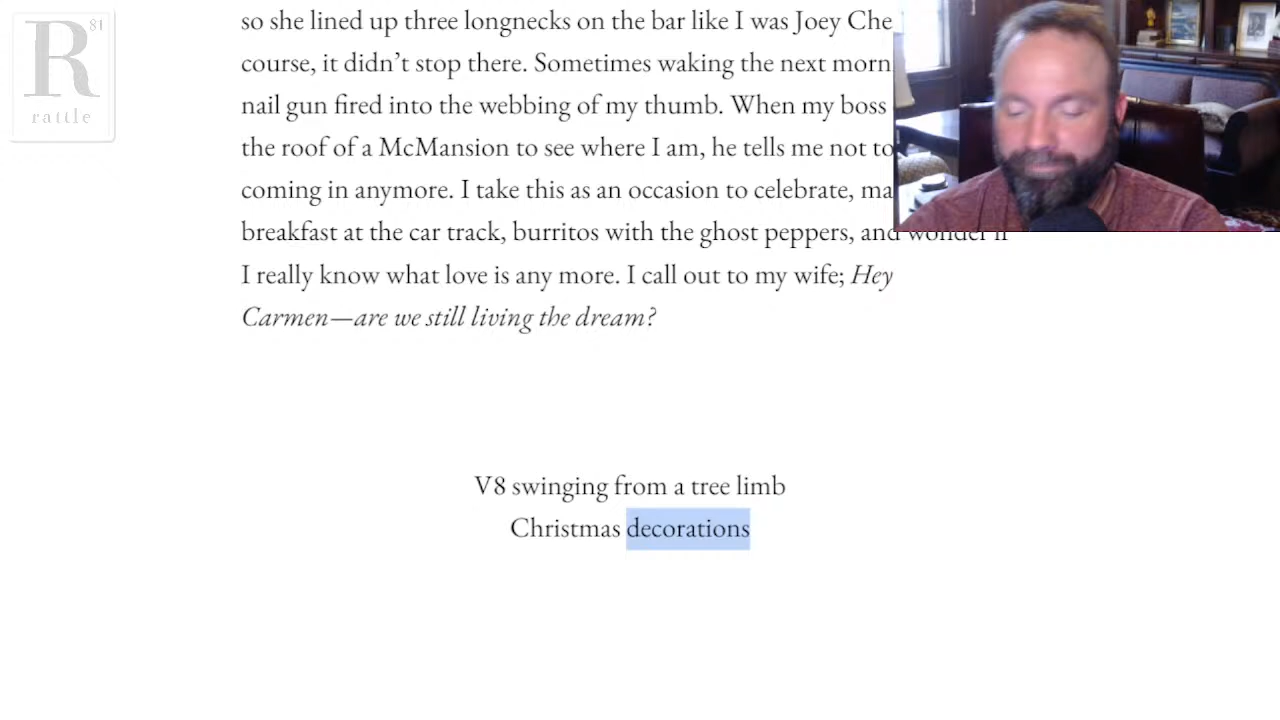 R
81
rattle
so she lined up three longnecks on the bar like I was Joey Che
course, it didn’t stop there. Sometimes waking the next morn
nail gun fired into the webbing of my thumb. When my boss
the roof of a McMansion to see where I am, he tells me not to
coming in anymore. I take this as an occasion to celebrate, ma
breakfast at the car track, burritos with the ghost peppers, and wonder if
I really know what love is any more. I call out to my wife; Hey
Carmen—are we still living the dream?
V8 swinging from a tree limb
Christmas decorations